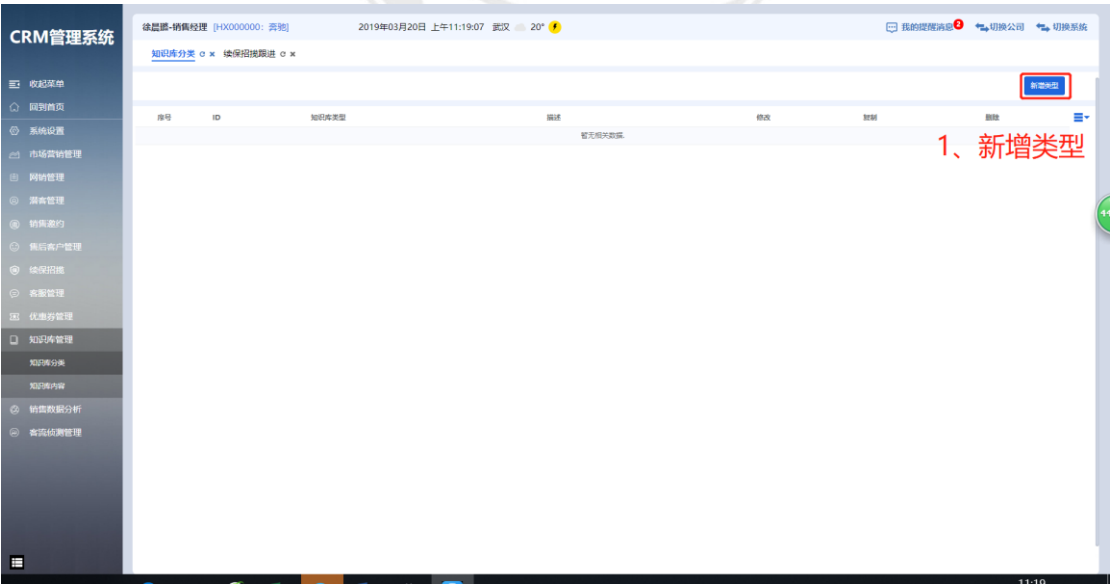 CRM管理系统
徐晨鹏-销售经理 [HX000000: 奔驰] 2019年03月20日 上午11:19:07 武汉 20° 我的提醒消息 2 切换公司 切换系统
知识库分类 续保招揽跟进
新增类型
序号 ID 知识库类型 描述 修改 复制 删除
暂无相关数据.
1、新增类型
收起菜单
回到首页
系统设置
市场营销管理
网销管理
潜客管理
销售邀约
售后客户管理
续保招揽
客服管理
优惠券管理
知识库管理
知识库分类
知识库内容
销售数据分析
客流侦测管理
44
11:19